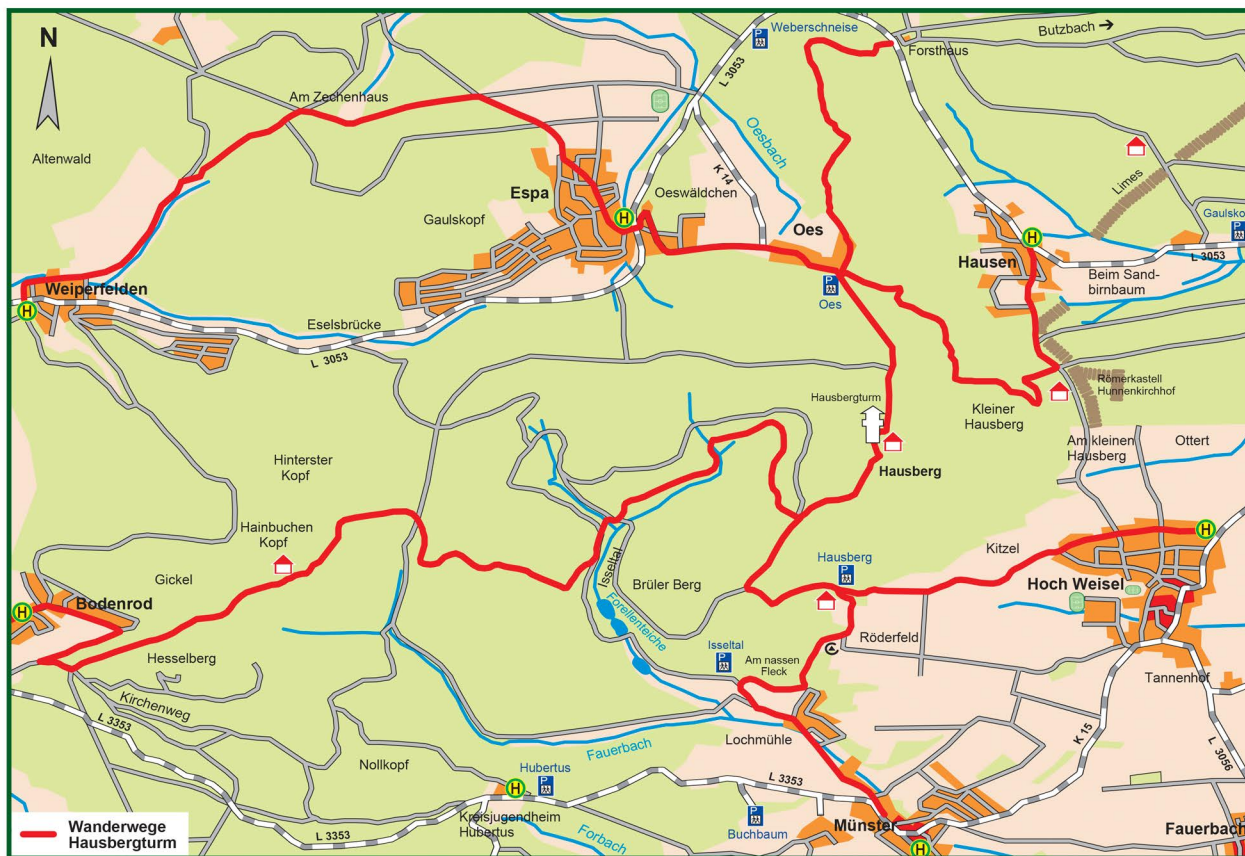 N
Weberschneise
Butzbach
Forsthaus
L 3053
Am Zechenhaus
Altenwald
Oesbach
K 14
Limes
Espa
Oeswäldchen
Gaulskopf
Oes
Hausen
L 3053
Beim Sand-
birnbaum
Weiperfelden
Oes
Eselsbrücke
L 3053
Römerkastell
Hunnenkirchhof
Hausbergturm
Kleiner
Hausberg
Am kleinen
Hausberg
Ottert
Hausberg
Hinterster
Kopf
Hainbuchen
Kopf
Gickel
Isseltal
Brüler Berg
Hausberg
Kitzel
Hoch Weisel
Bodenrod
Forellenteiche
Röderfeld
Isseltal
Am nassen
Fleck
Hesselberg
Tannenhof
Kirchenweg
L 3353
Lochmühle
Fauerbach
K 15
L 3056
Nollkopf
Hubertus
L 3353
Kreisjugendheim
Hubertus
Buchbaum
Münster
Fauerbach
L 3353
Forbach
Wanderwege
Hausbergturm